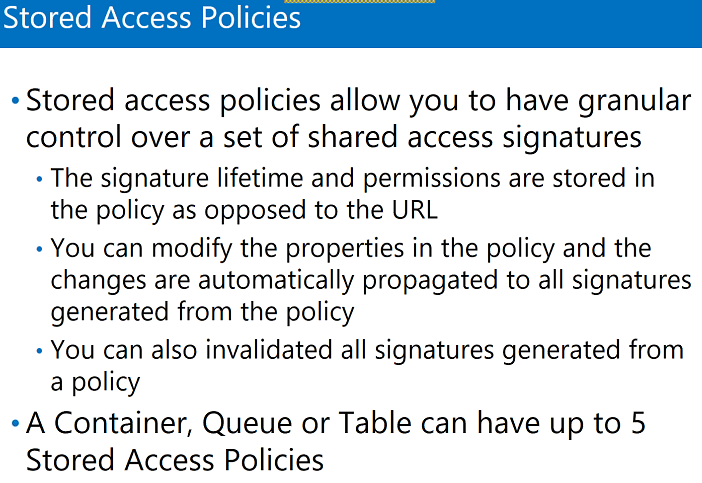 Stored Access Policies
• Stored access policies allow you to have granular
control over a set of shared access signatures
• The signature lifetime and permissions are stored in
the policy as opposed to the URL
• You can modify the properties in the policy and the
changes are automatically propagated to all signatures
generated from the policy
• You can also invalidated all signatures generated from
a policy
• A Container, Queue or Table can have up to 5
Stored Access Policies